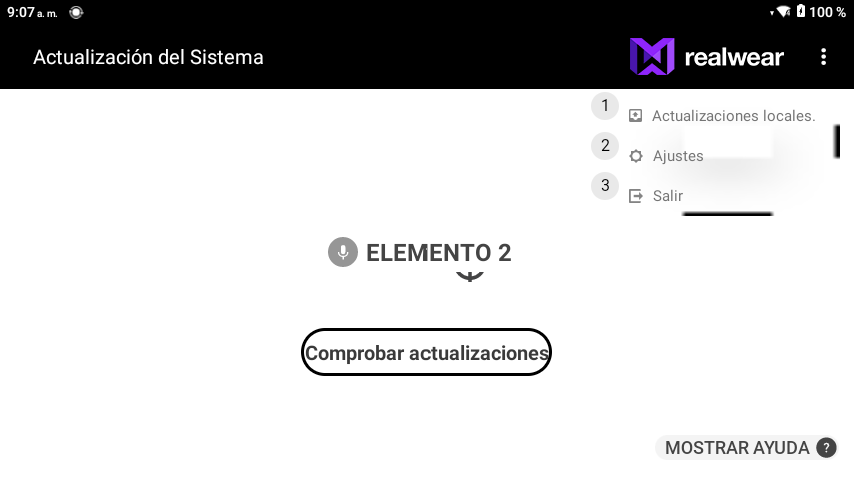 9:07 a. m.
100 %
Actualización del Sistema
realwear
1 Actualizaciones locales.
2 Ajustes
3 Salir
ELEMENTO 2
Comprobar actualizaciones
MOSTRAR AYUDA ?